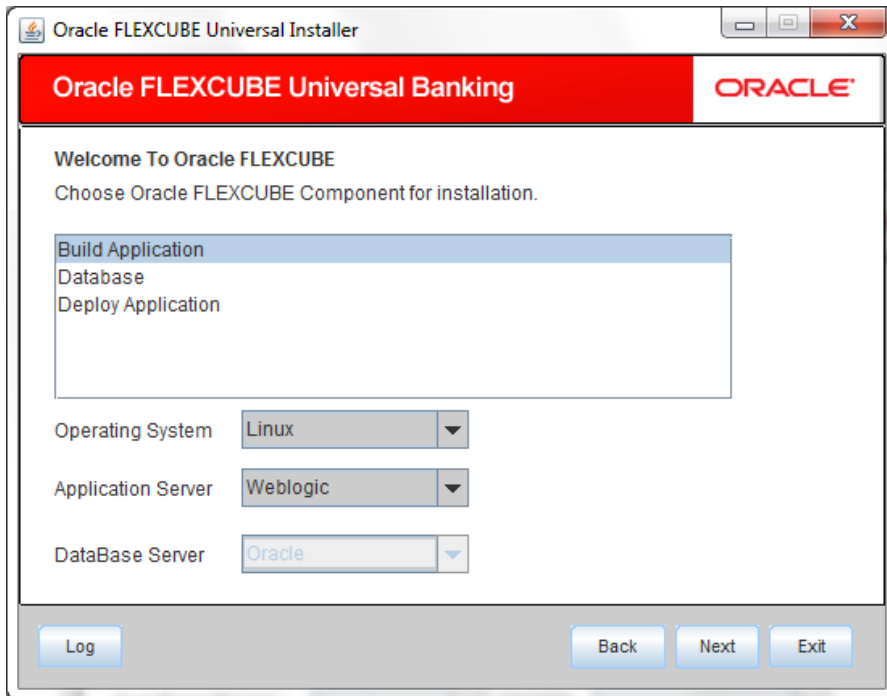 Oracle FLEXCUBE Universal Installer
Oracle FLEXCUBE Universal Banking ORACLE
Welcome To Oracle FLEXCUBE
Choose Oracle FLEXCUBE Component for installation.
Build Application
Database
Deploy Application
Operating System Linux
Application Server Weblogic
DataBase Server Oracle
Log Back Next Exit